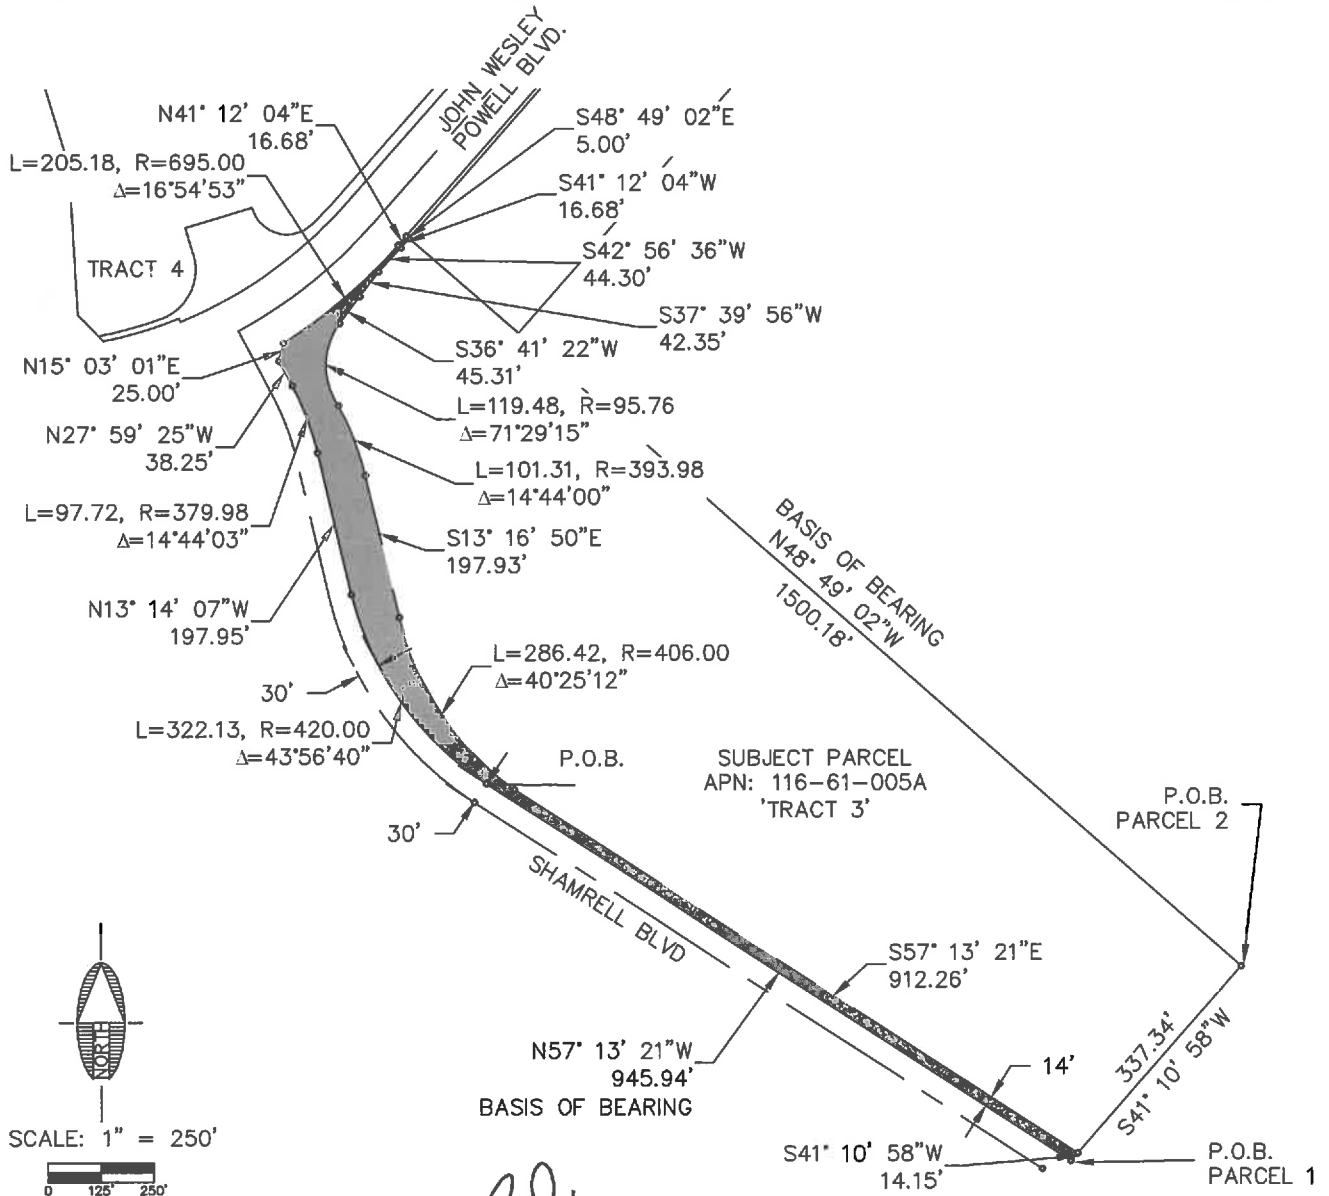 JOHN WESLEY
POWELL BLVD.
N41° 12' 04"E
16.68'
S48° 49' 02"E
5.00'
L=205.18, R=695.00
Δ=16°54'53"
S41° 12' 04"W
16.68'
TRACT 4
S42° 56' 36"W
44.30'
S37° 39' 56"W
42.35'
N15° 03' 01"E
25.00'
S36° 41' 22"W
45.31'
L=119.48, R=95.76
Δ=71°29'15"
N27° 59' 25"W
38.25'
L=101.31, R=393.98
Δ=14°44'00"
L=97.72, R=379.98
Δ=14°44'03"
S13° 16' 50"E
197.93'
BASIS OF BEARING
N48° 49' 02"W
1500.18'
N13° 14' 07"W
197.95'
L=286.42, R=406.00
Δ=40°25'12"
30'
L=322.13, R=420.00
Δ=43°56'40"
P.O.B.
SUBJECT PARCEL
APN: 116-61-005A
'TRACT 3'
P.O.B.
PARCEL 2
30'
SHAMRELL BLVD
S57° 13' 21"E
912.26'
N57° 13' 21"W
945.94'
BASIS OF BEARING
14'
337.34'
S41° 10' 58"W
NORTH
SCALE: 1" = 250'
0 125' 250'
S41° 10' 58"W
14.15'
P.O.B.
PARCEL 1